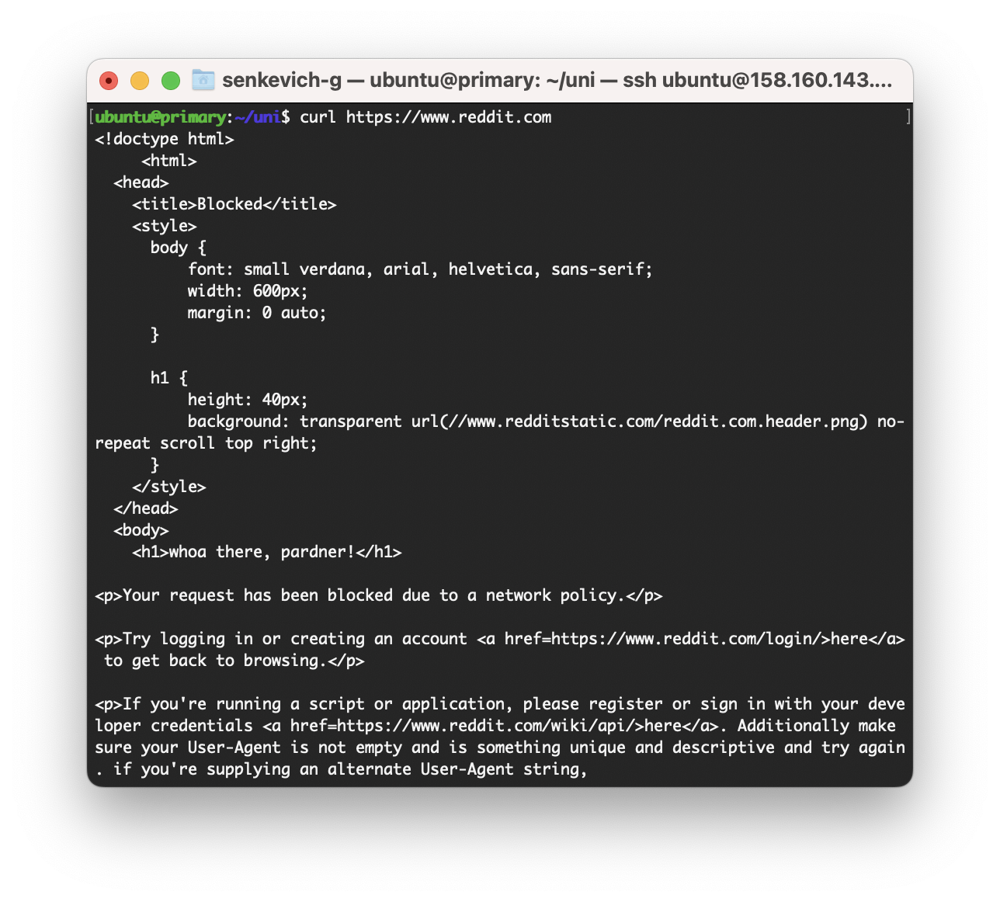 senkevich-g — ubuntu@primary: ~/uni — ssh ubuntu@158.160.143....
[ubuntu@primary:~/uni$ curl https://www.reddit.com ]
<!doctype html>
     <html>
  <head>
    <title>Blocked</title>
    <style>
      body {
          font: small verdana, arial, helvetica, sans-serif;
          width: 600px;
          margin: 0 auto;
      }

      h1 {
          height: 40px;
          background: transparent url(//www.redditstatic.com/reddit.com.header.png) no-
repeat scroll top right;
      }
    </style>
  </head>
  <body>
    <h1>whoa there, pardner!</h1>

<p>Your request has been blocked due to a network policy.</p>

<p>Try logging in or creating an account <a href=https://www.reddit.com/login/>here</a>
 to get back to browsing.</p>

<p>If you're running a script or application, please register or sign in with your deve
loper credentials <a href=https://www.reddit.com/wiki/api/>here</a>. Additionally make
sure your User-Agent is not empty and is something unique and descriptive and try again
. if you're supplying an alternate User-Agent string,